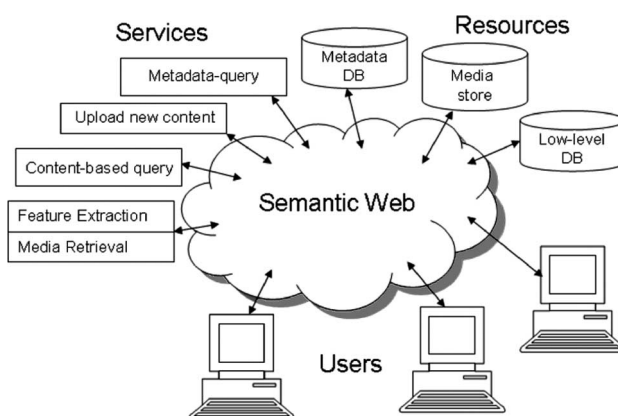 Services
Resources
Metadata-query
Metadata
DB
Media
store
Upload new content
Low-level
DB
Content-based query
Semantic Web
Feature Extraction
Media Retrieval
Users